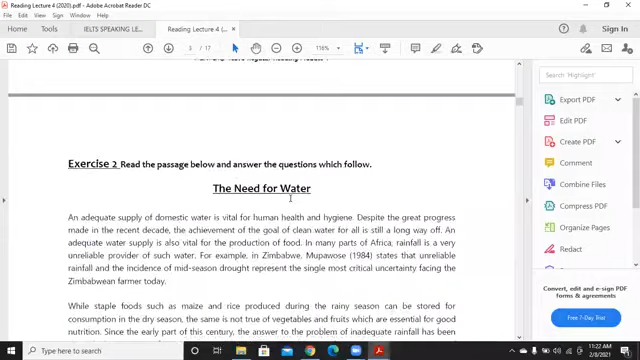 Reading Lecture 4 (2020).pdf - Adobe Acrobat Reader DC
File Edit View Sign Window Help
Home Tools IELTS SPEAKING LE... Reading Lecture 4 (... × Sign In
3 / 17 116%
Search 'Highlight'
Export PDF
Edit PDF
Create PDF
Comment
Combine Files
Compress PDF
Organize Pages
Redact
Convert, edit and e-sign PDF
forms & agreements
Free 7-Day Trial
Exercise 2 Read the passage below and answer the questions which follow.
The Need for Water
An adequate supply of domestic water is vital for human health and hygiene. Despite the great progress
made in the recent decade, the achievement of the goal of clean water for all is still a long way off. An
adequate water supply is also vital for the production of food. In many parts of Africa, rainfall is a very
unreliable provider of such water. For example, in Zimbabwe, Mupawose (1984) states that unreliable
rainfall and the incidence of mid-season drought represent the single most critical uncertainty facing the
Zimbabwean farmer today.
While staple foods such as maize and rice produced during the rainy season can be stored for
consumption in the dry season, the same is not true of vegetables and fruits which are essential for good
nutrition. Since the early part of this century, the answer to the problem of inadequate rainfall has been
Type here to search
11:22 AM
2/8/2021